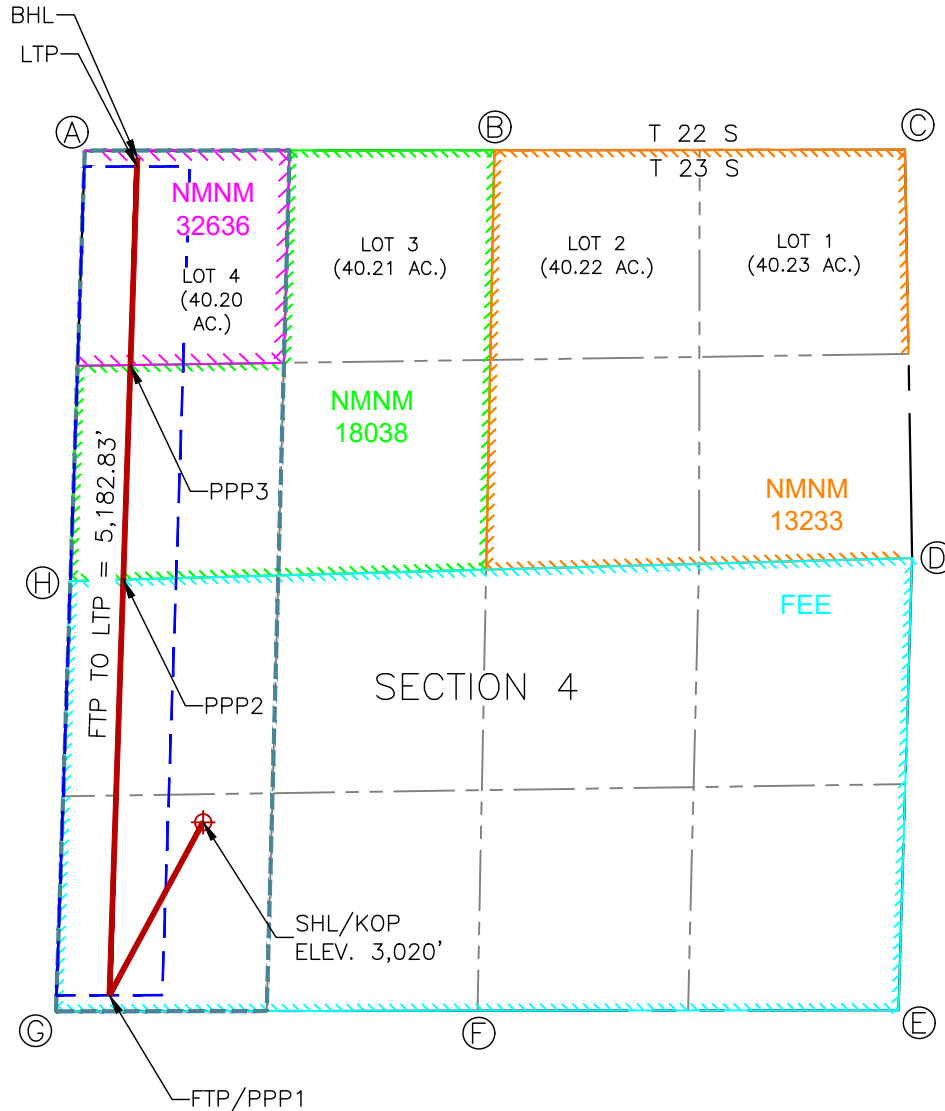 BHL
LTP
A
B
C
T 22 S
T 23 S
NMNM
32636
LOT 4
(40.20
AC.)
LOT 3
(40.21 AC.)
LOT 2
(40.22 AC.)
LOT 1
(40.23 AC.)
NMNM
18038
NMNM
13233
PPP3
FTP TO LTP = 5,182.83'
H
D
FEE
SECTION 4
PPP2
SHL/KOP
ELEV. 3,020'
G
F
E
FTP/PPP1